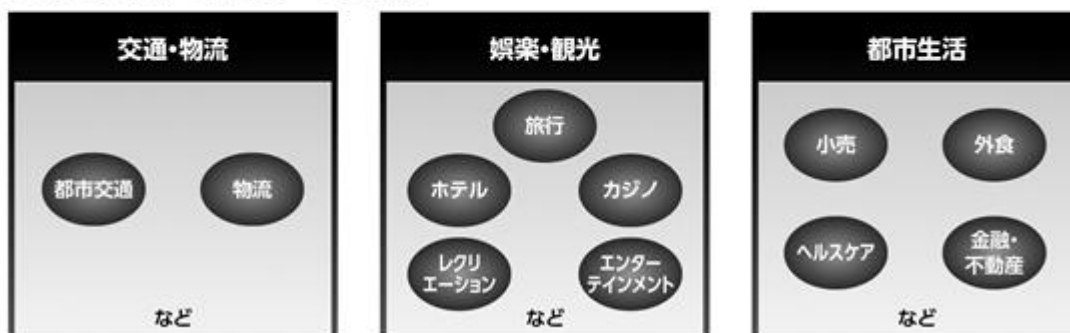 交通・物流
都市交通
物流
など
娯楽・観光
旅行
ホテル
カジノ
レクリ
エーション
エンター
テインメント
など
都市生活
小売
外食
ヘルスケア
金融・
不動産
など